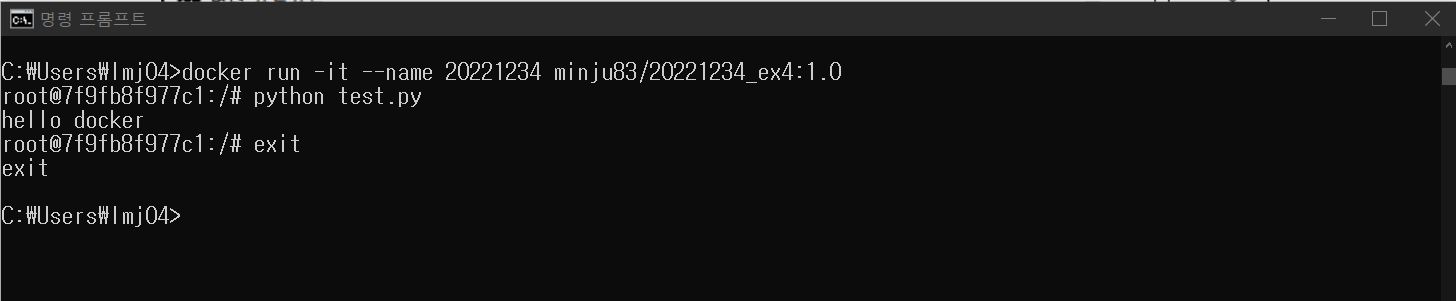 명령 프롬프트
C:₩Users₩lmj04>docker run -it --name 20221234 minju83/20221234_ex4:1.0
root@7f9fb8f977c1:/# python test.py
hello docker
root@7f9fb8f977c1:/# exit
exit
C:₩Users₩lmj04>